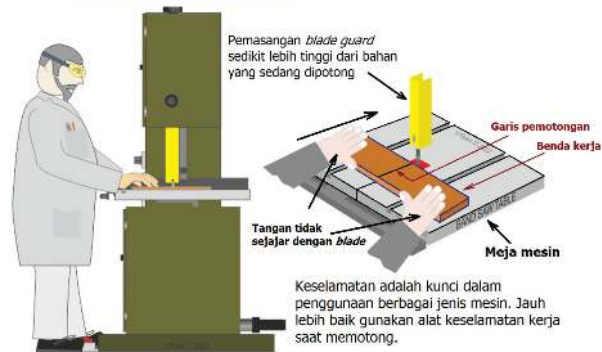 Pemasangan blade guard
sedikit lebih tinggi dari bahan
yang sedang dipotong
Garis pemotongan
Benda kerja
Tangan tidak
sejajar dengan blade
BAND SAW TABLE
Meja mesin
Keselamatan adalah kunci dalam
penggunaan berbagai jenis mesin. Jauh
lebih baik gunakan alat keselamatan kerja
saat memotong.